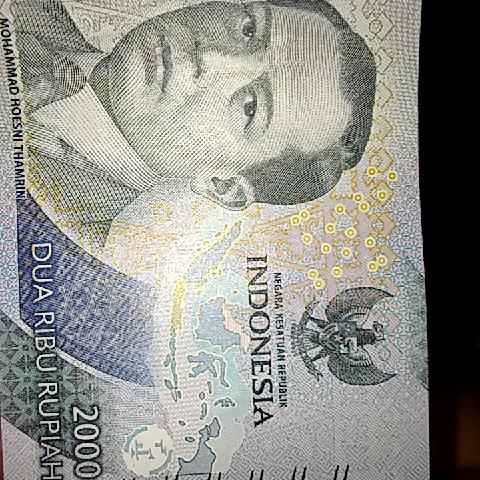 NEGARA KESATUAN REPUBLIK
INDONESIA
MOHAMMAD HOESNI THAMRIN
2000
DUA RIBU RUPIAH